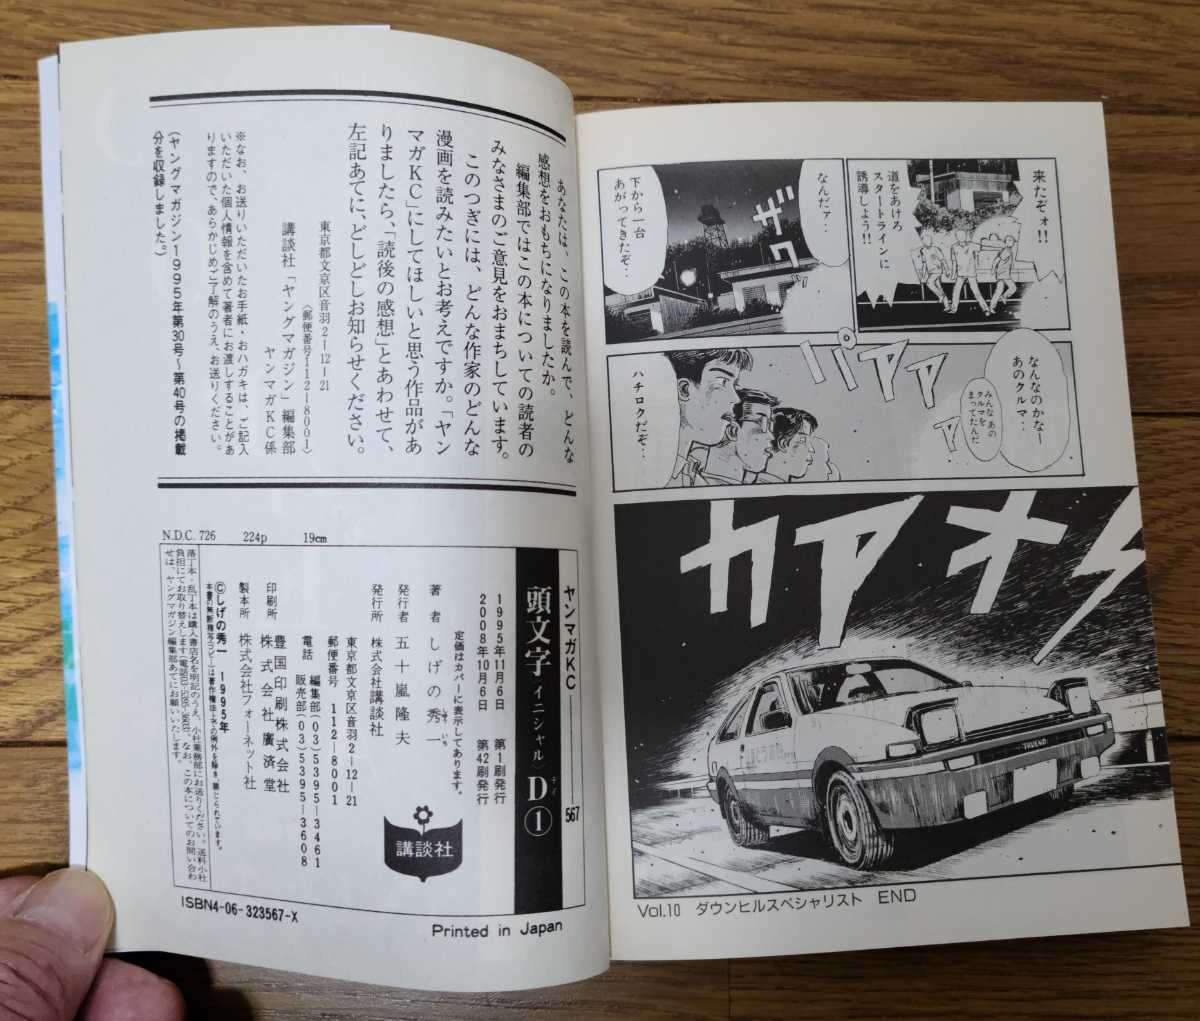 来たぞォ!!
道をあけろ
スタートラインに
誘導しよう!!
なんだァ・
下から一台
あがってきたぞ・・
ザワ
なんなのかなー
あのクルマ・・
みんな あの
クルマを
まってたんだ
パァァァ
ハチロクだぞ・・
カアオ
Vol.10 ダウンヒルスペシャリスト END
あなたは、この本を読んで、どんな
感想をおもちになりましたか。
編集部ではこの本についての読者の
みなさまのご意見をおまちしています。
このつぎには、どんな作家のどんな
漫画を読みたいとお考えですか。「ヤン
マガKC」にしてほしいと思う作品があ
りましたら、「読後の感想」とあわせて、
左記あてに、どしどしお知らせください。
東京都文京区音羽2-12-21
〈郵便番号112-8001〉
講談社「ヤングマガジン」編集部
ヤンマガKC係
※なお、お送りいただいたお手紙・おハガキは、ご記入
いただいた個人情報を含めて著者にお渡しすることがあ
りますので、あらかじめご了解のうえ、お送りください。
(ヤングマガジン1995年第30号～第40号の掲載
分を収録しました。)
N.D.C. 726 224p 19cm
ヤンマガKC 567
頭文字〈イニシャル〉D① ディ
1995年11月6日 第1刷発行
2008年10月6日 第42刷発行
定価はカバーに表示してあります。
著者 しげの秀一
発行者 五十嵐隆夫
発行所 株式会社講談社
東京都文京区音羽2-12-21
郵便番号 112-8001
電話 編集部(03)5395-3461
販売部(03)5395-3608
印刷所 豊国印刷株式会社
株式会社廣済堂
製本所 株式会社フォーネット社
©しげの秀一 1995年
講談社
ISBN4-06-323567-X
Printed in Japan